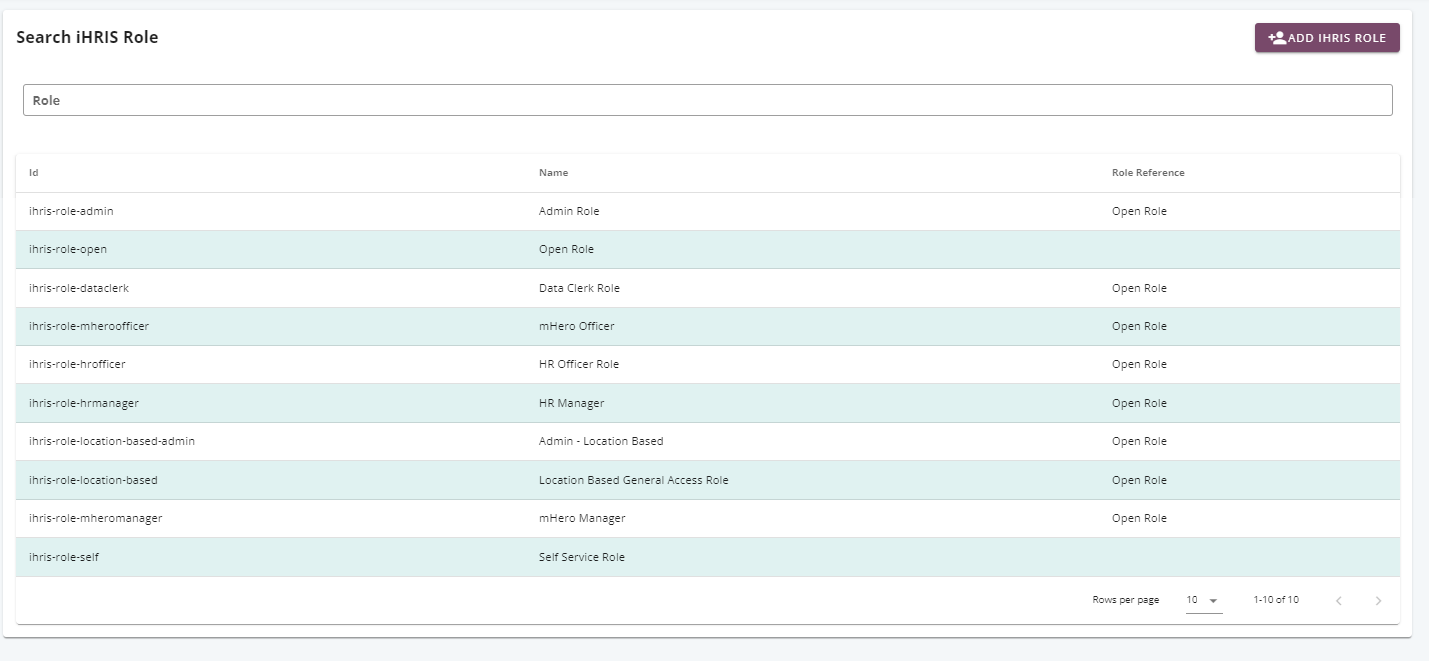 Search iHRIS Role
ADD IHRIS ROLE
Role
Id Name Role Reference
ihris-role-admin Admin Role Open Role
ihris-role-open Open Role
ihris-role-dataclerk Data Clerk Role Open Role
ihris-role-mheroofficer mHero Officer Open Role
ihris-role-hrofficer HR Officer Role Open Role
ihris-role-hrmanager HR Manager Open Role
ihris-role-location-based-admin Admin - Location Based Open Role
ihris-role-location-based Location Based General Access Role Open Role
ihris-role-mheromanager mHero Manager Open Role
ihris-role-self Self Service Role
Rows per page 10 1-10 of 10